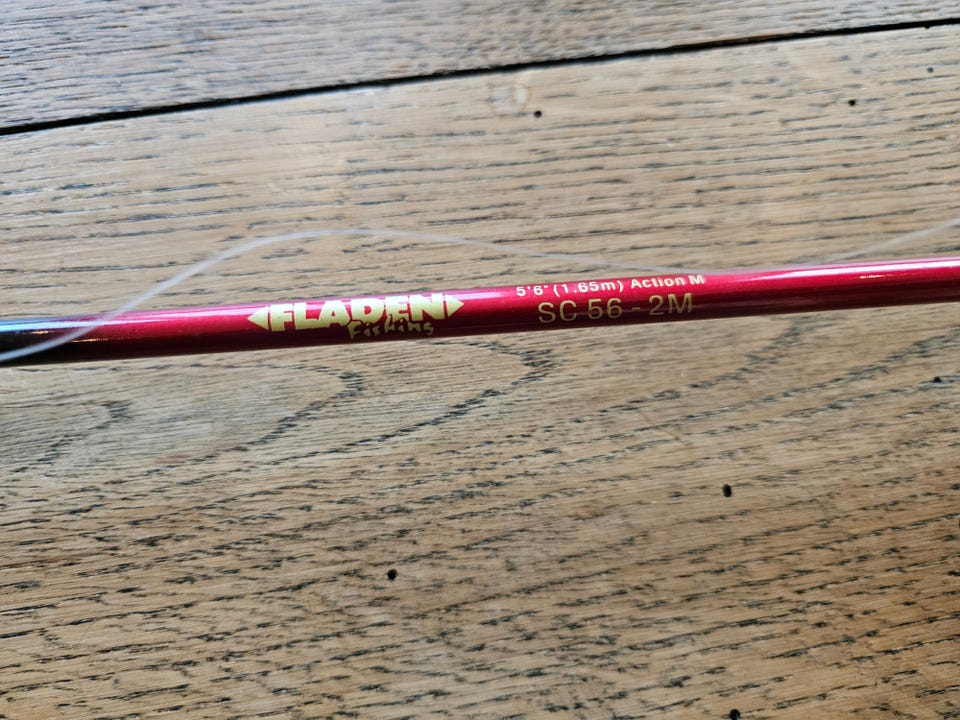 FLADEN
Fishing
5'6" (1.65m) Action M
SC 56 - 2M